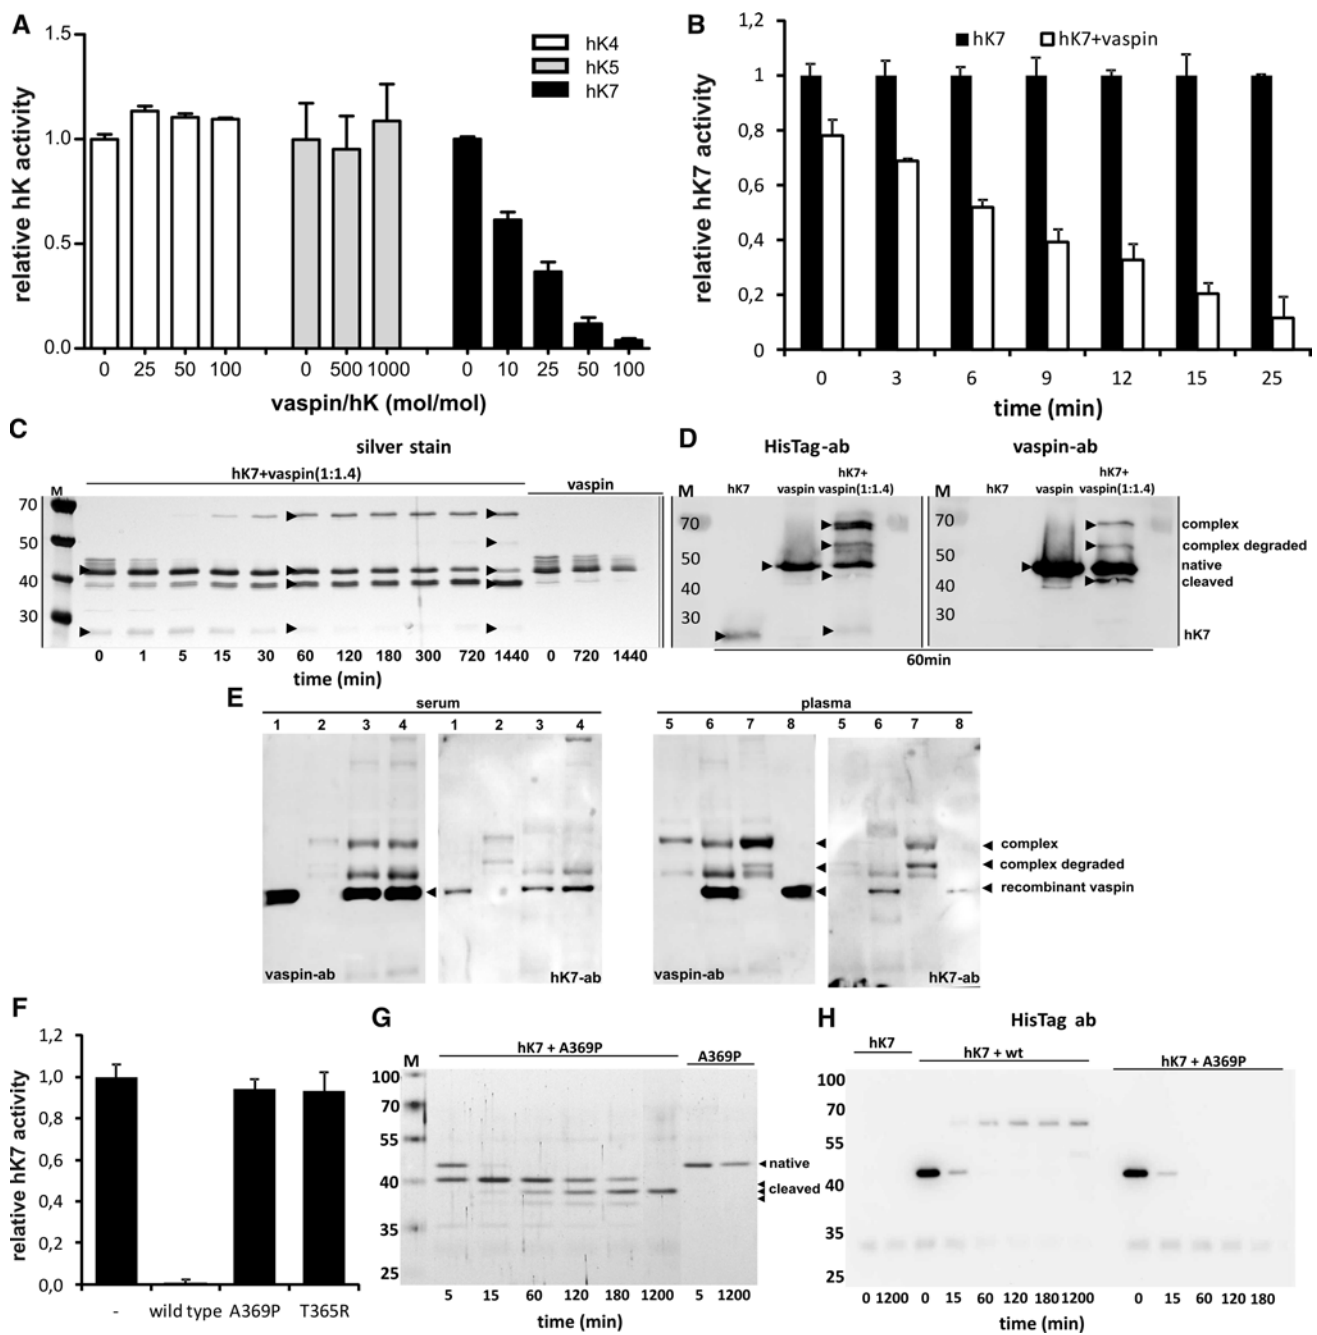 A
1.5
1.0
0.5
0.0
relative hK activity
hK4
hK5
hK7
0 25 50 100 0 500 1000 0 10 25 50 100
vaspin/hK (mol/mol)
B
1,2
1
0,8
0,6
0,4
0,2
0
relative hK7 activity
hK7 hK7+vaspin
0 3 6 9 12 15 25
time (min)
C
silver stain
hK7+vaspin(1:1.4)
vaspin
M
70
50
40
30
0 1 5 15 30 60 120 180 300 720 1440 0 720 1440
time (min)
D
HisTag-ab vaspin-ab
M hK7 vaspin hK7+ vaspin(1:1.4)
70
50
40
30
M hK7 vaspin hK7+ vaspin(1:1.4)
70
50
40
30
complex
complex degraded
native
cleaved
hK7
60min
E
serum
1 2 3 4 1 2 3 4
vaspin-ab hK7-ab
plasma
5 6 7 8 5 6 7 8
vaspin-ab hK7-ab
complex
complex degraded
recombinant vaspin
F
1,2
1,0
0,8
0,6
0,4
0,2
0,0
relative hK7 activity
- wild type A369P T365R
G
hK7 + A369P
A369P
M
100
70
55
40
35
25
native
cleaved
5 15 60 120 180 1200 5 1200
time (min)
H
HisTag ab
hK7
hK7 + wt
hK7 + A369P
100
70
55
40
35
25
0 1200 0 15 60 120 180 1200 0 15 60 120 180
time (min)